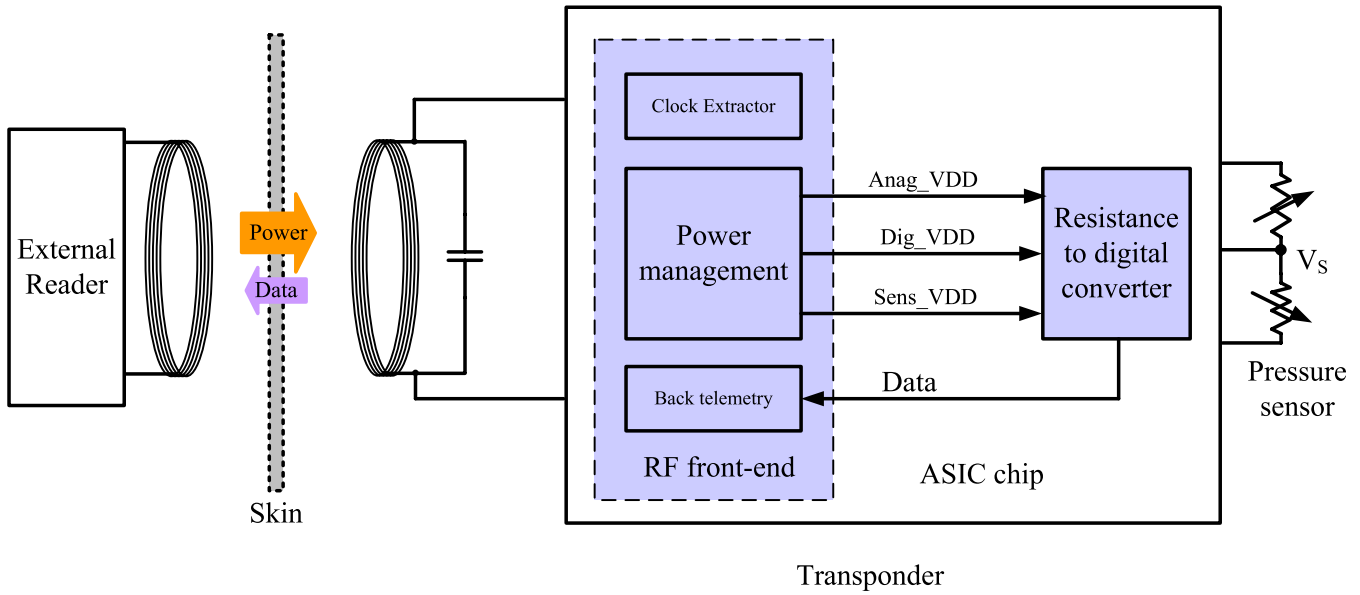 External
Reader
Power
Data
Skin
Clock Extractor
Power
management
Back telemetry
RF front-end
Anag_VDD
Dig_VDD
Sens_VDD
Data
Resistance
to digital
converter
ASIC chip
Transponder
VS
Pressure
sensor